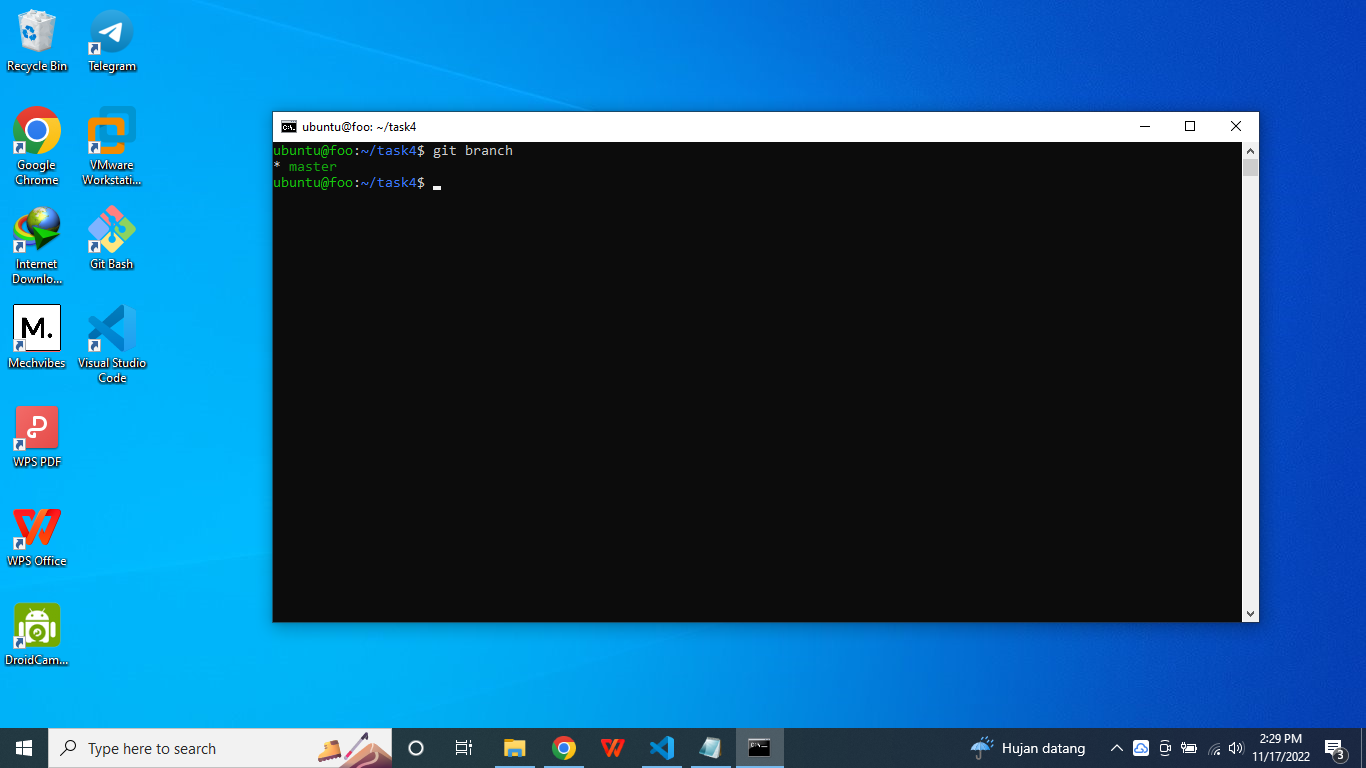 Recycle Bin
Telegram
Google
Chrome
VMware
Workstati...
Internet
Downlo...
Git Bash
M.
Mechvibes
Visual Studio
Code
WPS PDF
WPS Office
DroidCam...
C:\.
ubuntu@foo: ~/task4
ubuntu@foo:~/task4$ git branch
* master
ubuntu@foo:~/task4$
Type here to search
Hujan datang
2:29 PM
11/17/2022
3